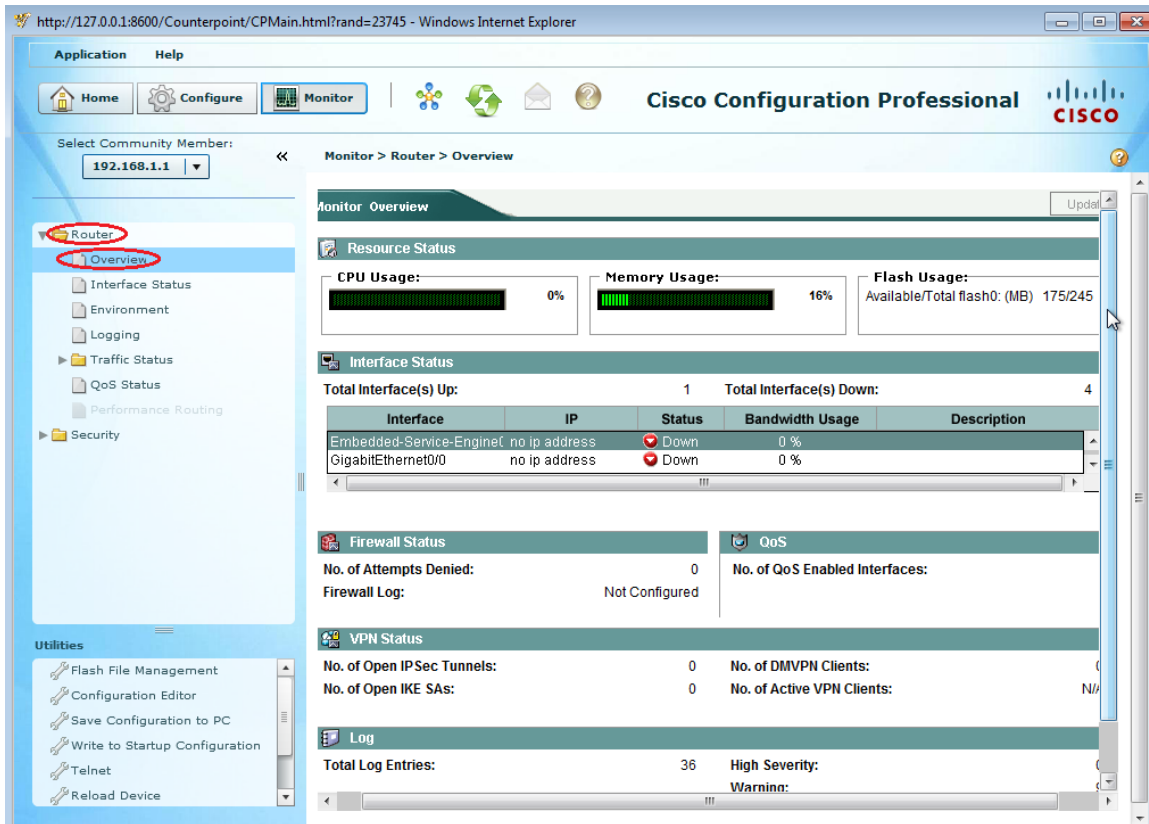 http://127.0.0.1:8600/Counterpoint/CPMain.html?rand=23745 - Windows Internet Explorer
Application Help
Home Configure Monitor Cisco Configuration Professional CISCO
Select Community Member:
192.168.1.1
Monitor > Router > Overview
Router
Overview
Interface Status
Environment
Logging
Traffic Status
QoS Status
Performance Routing
Security
Utilities
Flash File Management
Configuration Editor
Save Configuration to PC
Write to Startup Configuration
Telnet
Reload Device
Monitor Overview
Updat
Resource Status
CPU Usage: 0%
Memory Usage: 16%
Flash Usage:
Available/Total flash0: (MB) 175/245
Interface Status
Total Interface(s) Up: 1 Total Interface(s) Down: 4
Interface IP Status Bandwidth Usage Description
Embedded-Service-Engine no ip address Down 0 %
GigabitEthernet0/0 no ip address Down 0 %
Firewall Status
No. of Attempts Denied: 0
Firewall Log: Not Configured
QoS
No. of QoS Enabled Interfaces:
VPN Status
No. of Open IPSec Tunnels: 0 No. of DMVPN Clients:
No. of Open IKE SAs: 0 No. of Active VPN Clients: N/
Log
Total Log Entries: 36 High Severity:
Warning: